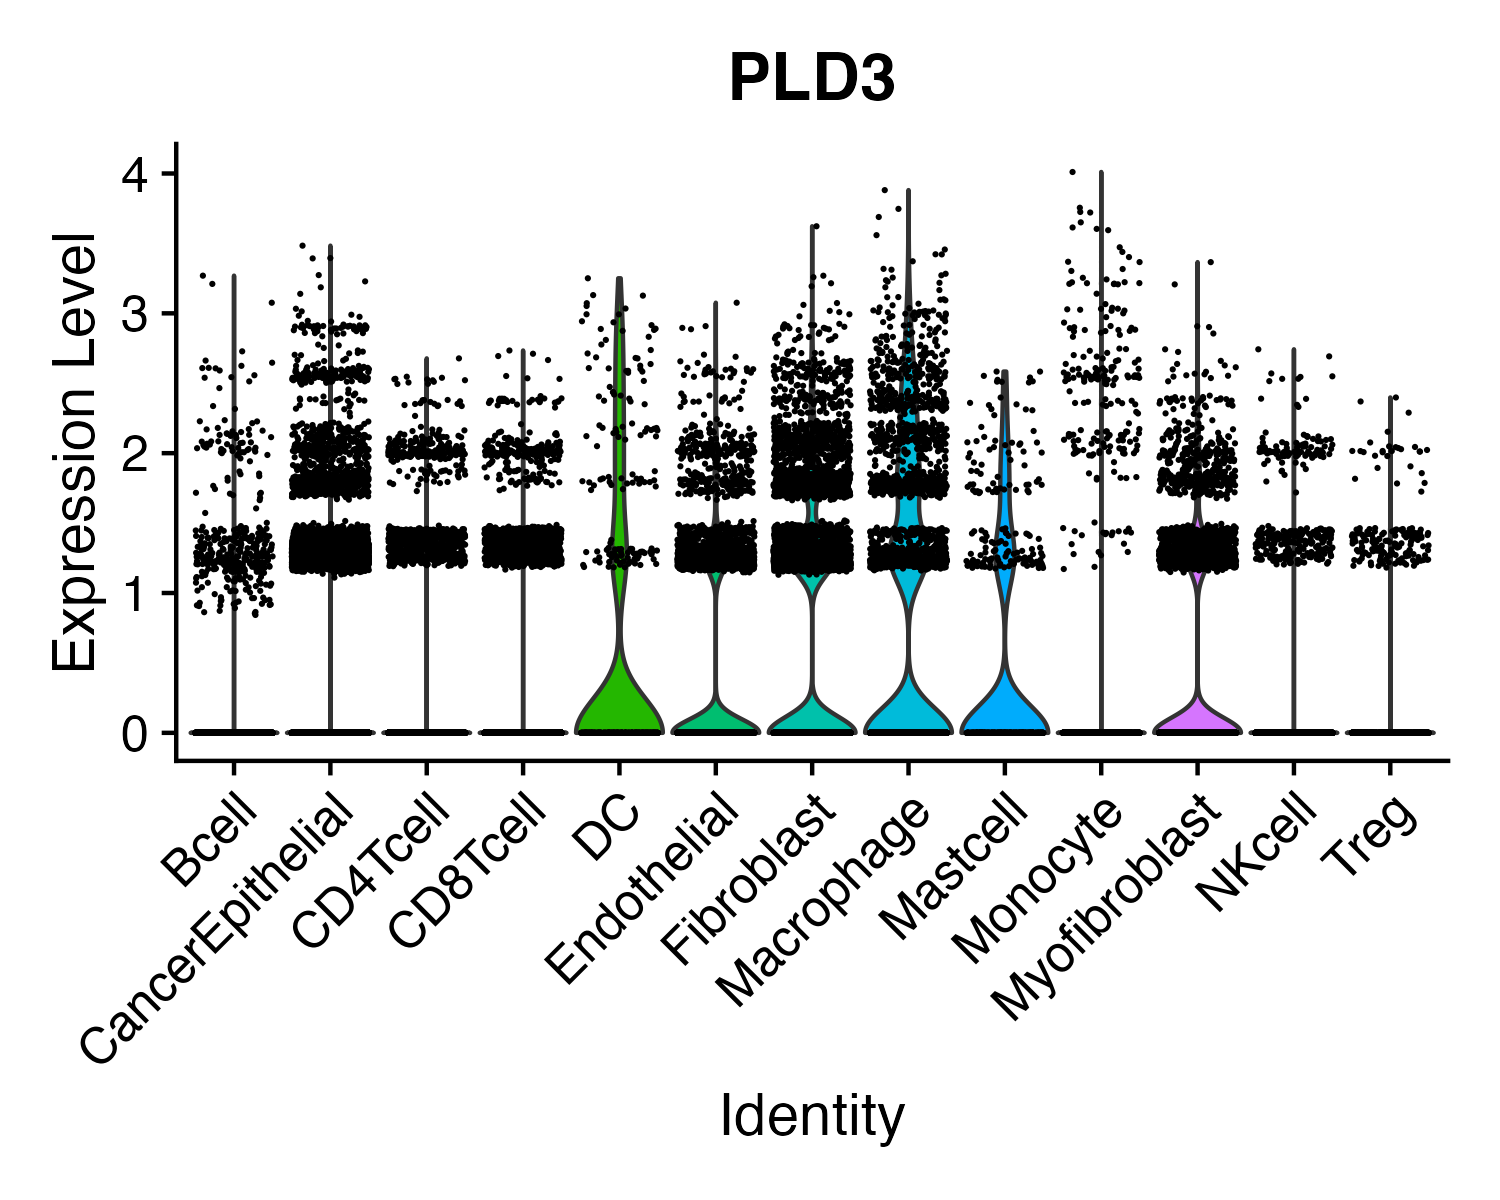 PLD3
Expression Level
4
3
2
1
0
Bcell
CancerEpithelial
CD4Tcell
CD8Tcell
DC
Endothelial
Fibroblast
Macrophage
Mastcell
Monocyte
Myofibroblast
NKcell
Treg
Identity